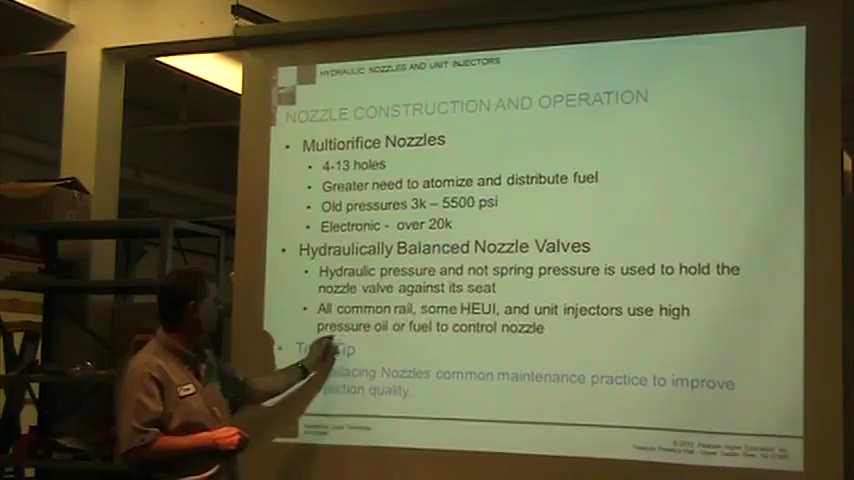 HYDRAULIC NOZZLES AND UNIT INJECTORS
NOZZLE CONSTRUCTION AND OPERATION
• Multiorifice Nozzles
• 4-13 holes
• Greater need to atomize and distribute fuel
• Old pressures 3k – 5500 psi
• Electronic - over 20k
• Hydraulically Balanced Nozzle Valves
• Hydraulic pressure and not spring pressure is used to hold the
nozzle valve against its seat
• All common rail, some HEUI, and unit injectors use high
pressure oil or fuel to control nozzle
• Tip
Nozzles common maintenance practice to improve
quality.